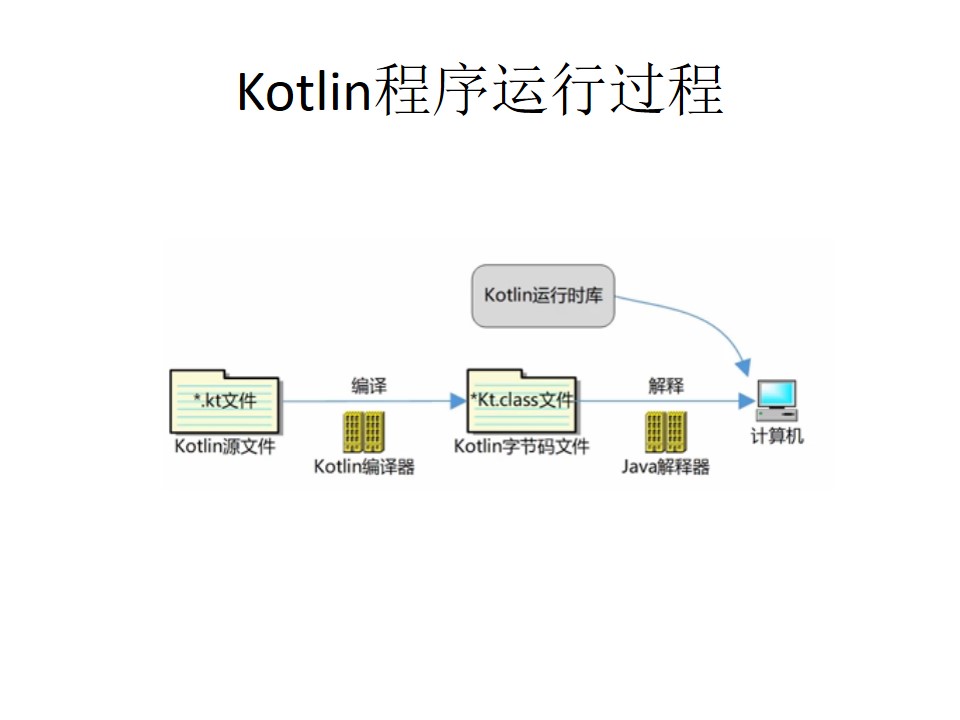 Kotlin程序运行过程
Kotlin运行时库
*.kt文件
编译
*Kt.class文件
解释
Kotlin源文件
Kotlin编译器
Kotlin字节码文件
Java解释器
计算机